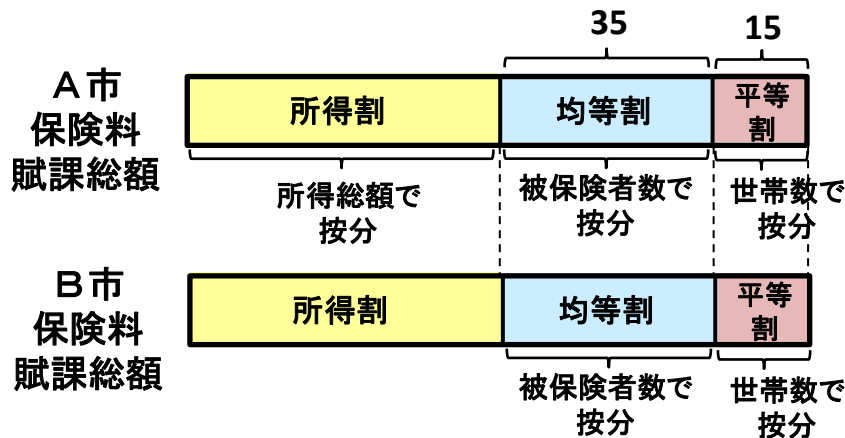 35
15
A市
保険料
賦課総額
所得割
均等割
平等
割
所得総額で
按分
被保険者数で
按分
世帯数で
按分
B市
保険料
賦課総額
所得割
均等割
平等
割
被保険者数で
按分
世帯数で
按分